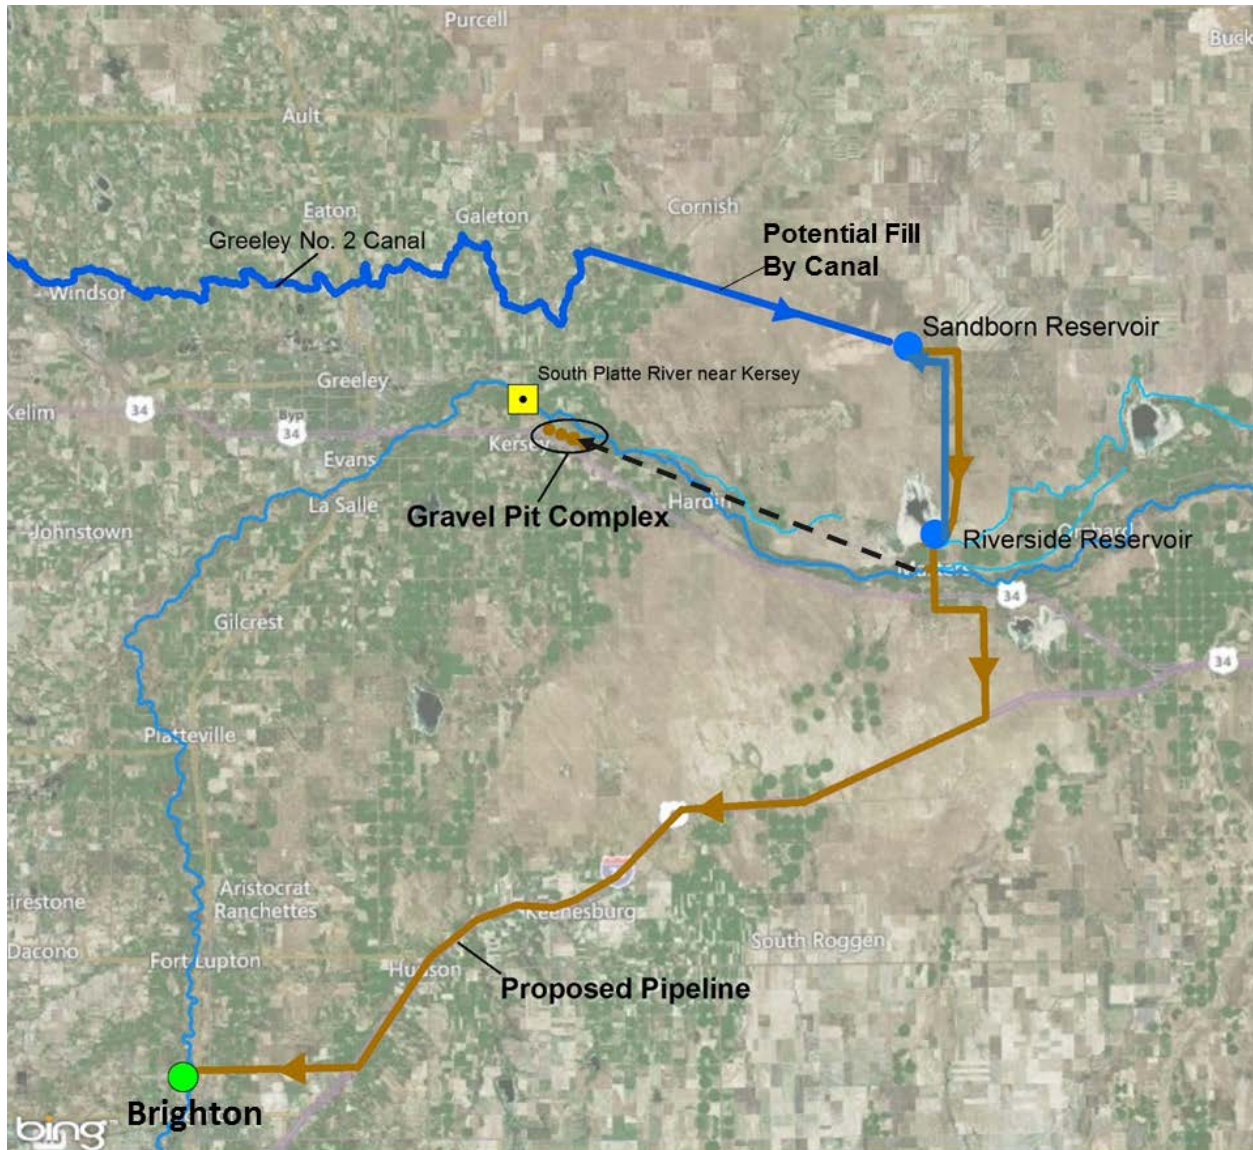 Purcell
Buck
Ault
Cornish
Eaton
Galeton
Greeley No. 2 Canal
Potential Fill
By Canal
Windsor
Sandborn Reservoir
South Platte River near Kersey
Greeley
Kelim
34
Byp
34
Kersey
Evans
La Salle
Hardin
Gravel Pit Complex
Johnstown
Orchard
Riverside Reservoir
34
Gilcrest
34
Platteville
Aristocrat
Ranchettes
Keenesburg
irestone
Dacono
South Roggen
Fort Lupton
Hudson
Proposed Pipeline
Brighton
bing